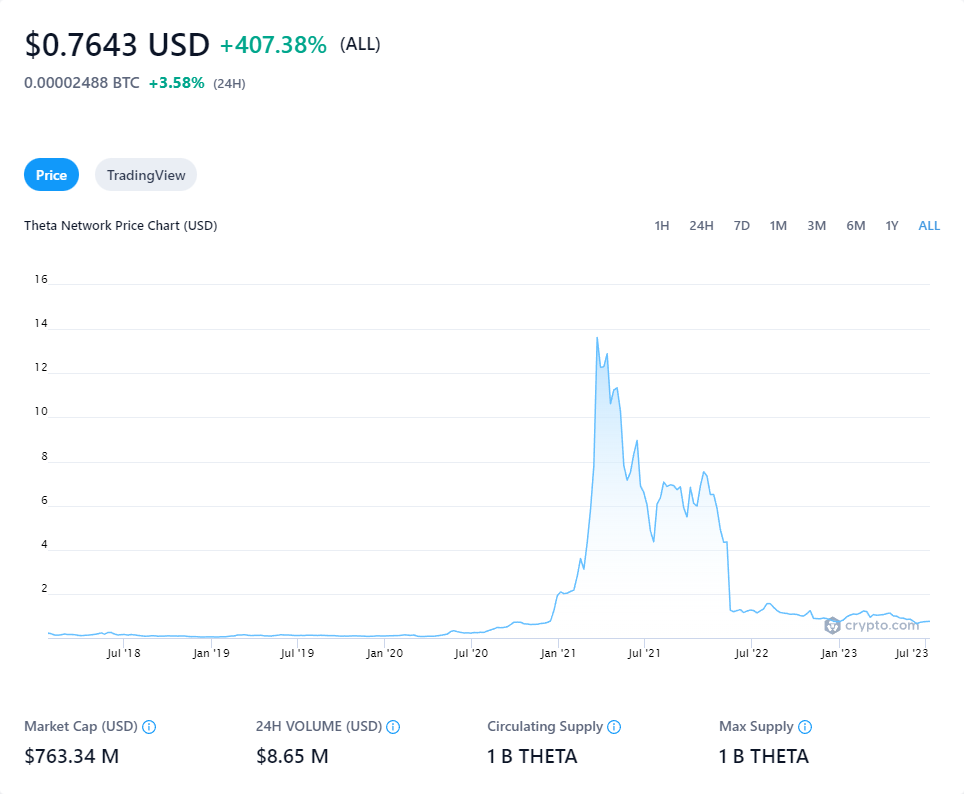 $0.7643 USD +407.38% (ALL)
0.00002488 BTC +3.58% (24H)
Price TradingView
Theta Network Price Chart (USD) 1H 24H 7D 1M 3M 6M 1Y ALL
16
14
12
10
8
6
4
2
crypto.com
Jul '18 Jan '19 Jul '19 Jan '20 Jul '20 Jan '21 Jul '21 Jul '22 Jan '23 Jul '23
Market Cap (USD) 24H VOLUME (USD) Circulating Supply Max Supply
$763.34 M $8.65 M 1 B THETA 1 B THETA